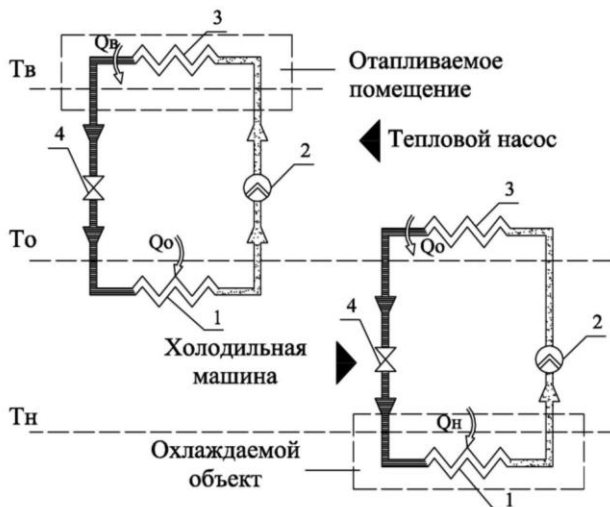 3
Qв
Тв
Отапливаемое
помещение
4
2
Тепловой насос
3
То
Qо
Qо
1
4
Холодильная
машина
2
Тн
Qн
Охлаждаемой
объект
1